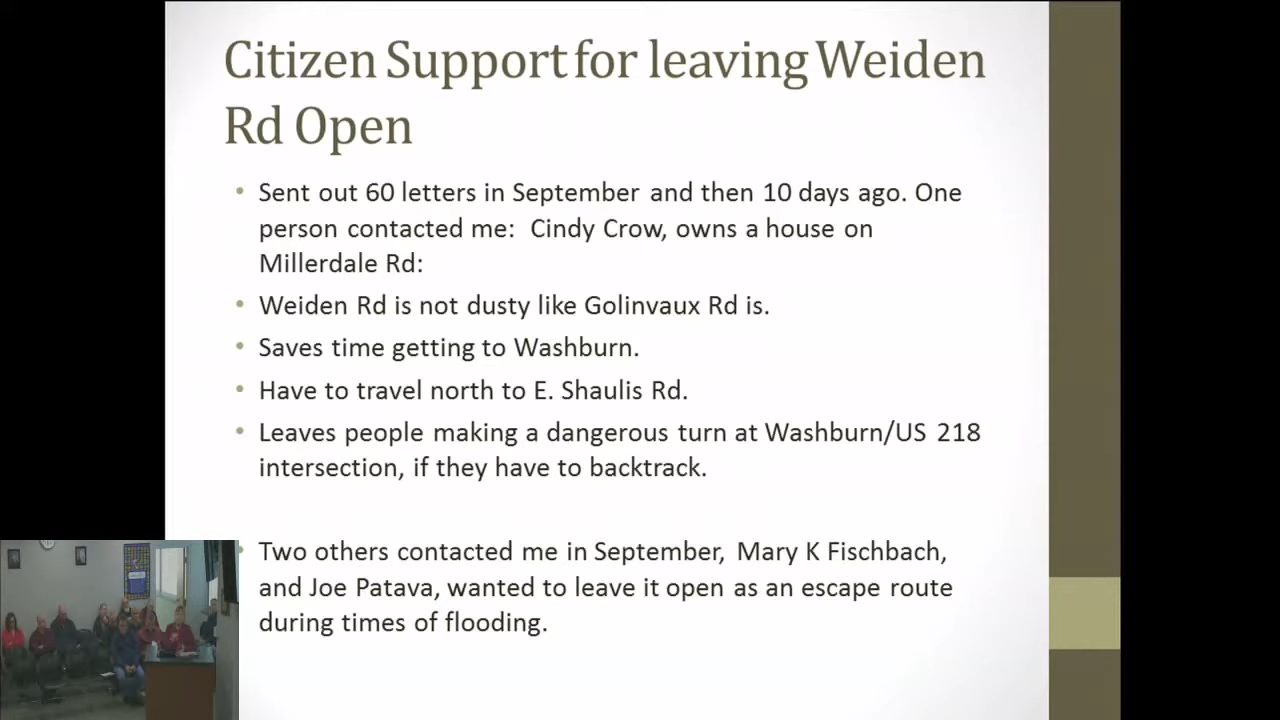 Citizen Support for leaving Weiden
Rd Open
• Sent out 60 letters in September and then 10 days ago. One
person contacted me: Cindy Crow, owns a house on
Millerdale Rd:
• Weiden Rd is not dusty like Golinvaux Rd is.
• Saves time getting to Washburn.
• Have to travel north to E. Shaulis Rd.
• Leaves people making a dangerous turn at Washburn/US 218
intersection, if they have to backtrack.
• Two others contacted me in September, Mary K Fischbach,
and Joe Patava, wanted to leave it open as an escape route
during times of flooding.